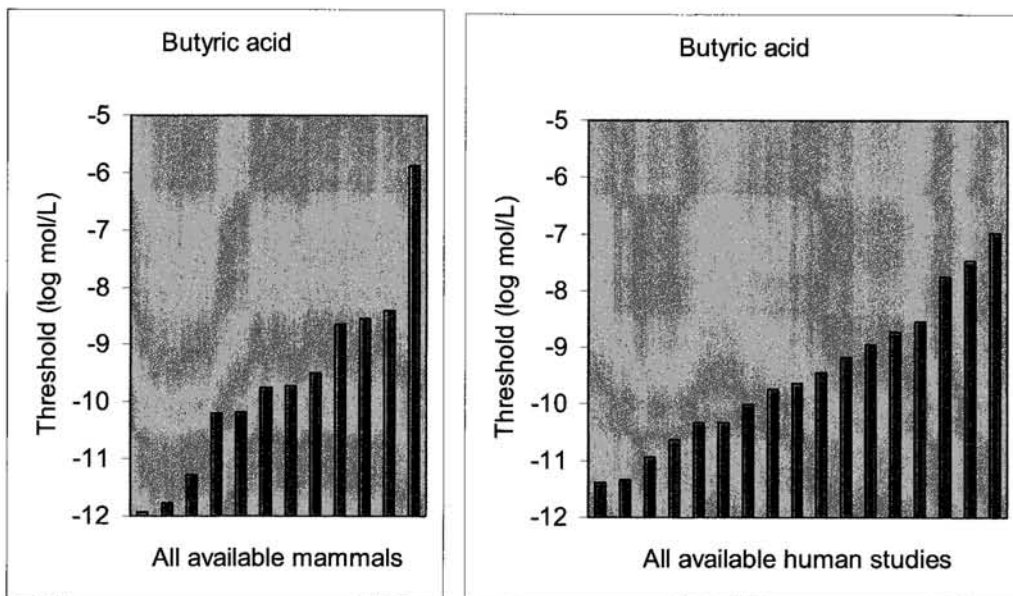 Butyric acid
Threshold (log mol/L)
-5
-6
-7
-8
-9
-10
-11
-12
All available mammals
Butyric acid
Threshold (log mol/L)
-5
-6
-7
-8
-9
-10
-11
-12
All available human studies